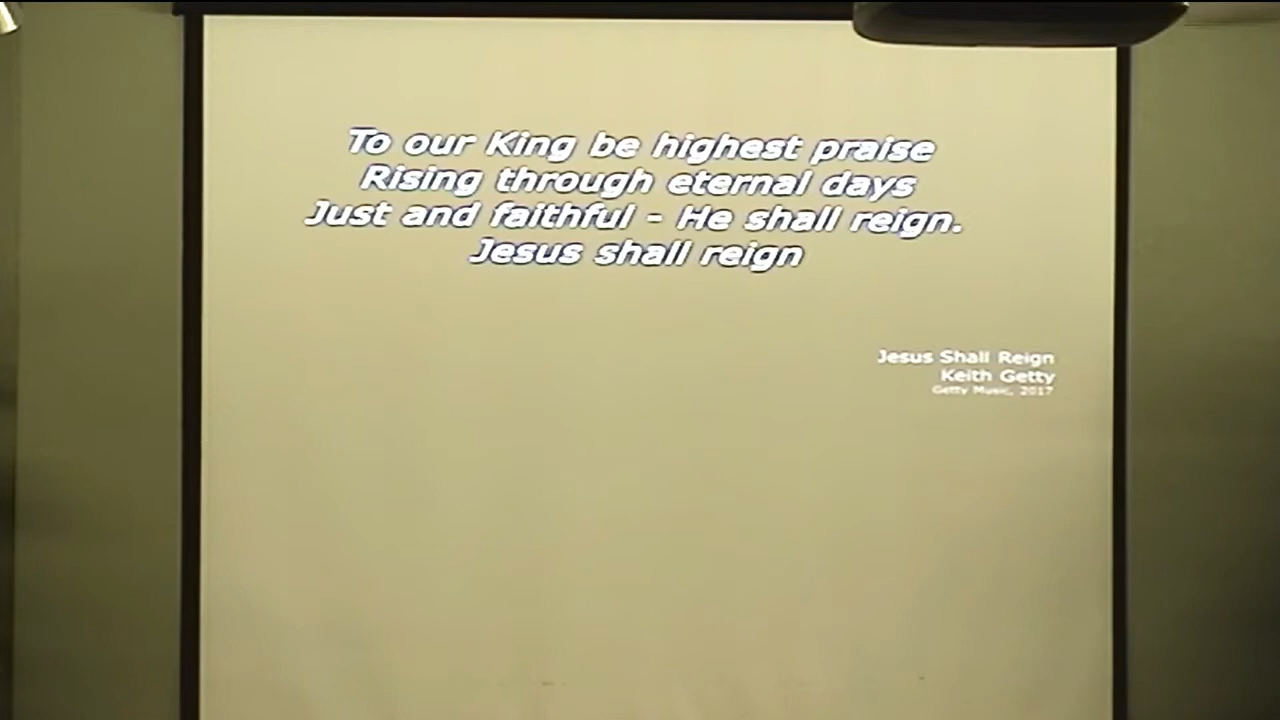 To our King be highest praise
Rising through eternal days
Just and faithful - He shall reign.
Jesus shall reign
Jesus Shall Reign
Keith Getty
Getty Music, 2017